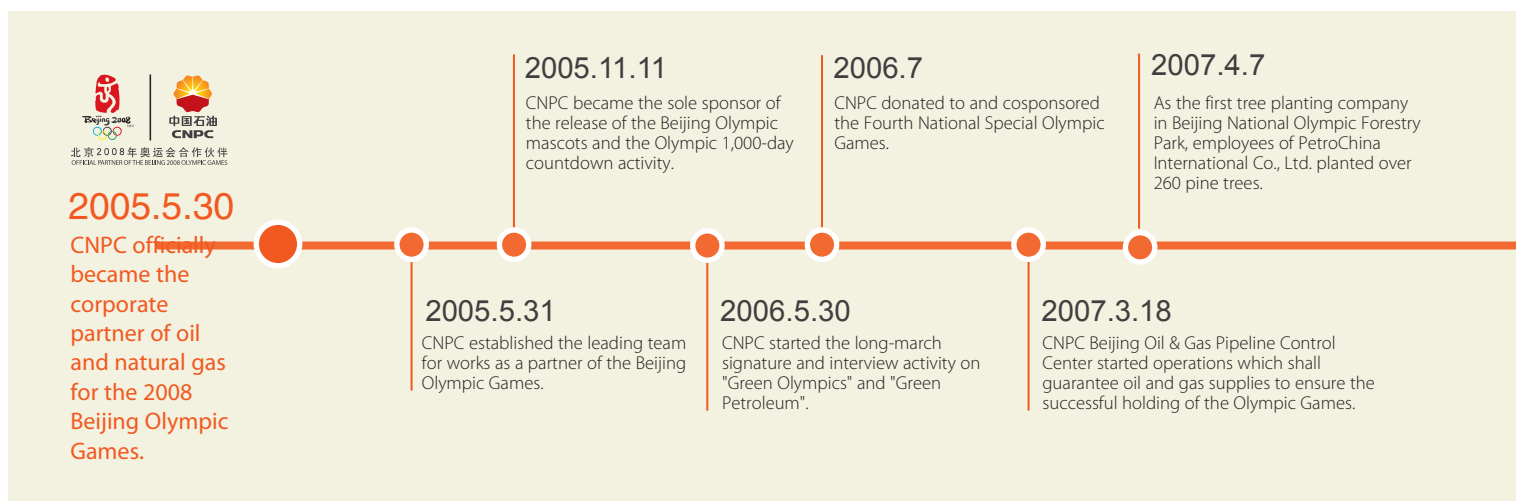 Beijing 2008
中国石油
CNPC
北京2008年奥运会合作伙伴
OFFICIAL PARTNER OF THE BEIJING 2008 OLYMPIC GAMES
2005.5.30
CNPC officially
became the
corporate
partner of oil
and natural gas
for the 2008
Beijing Olympic
Games.
2005.5.31
CNPC established the leading team
for works as a partner of the Beijing
Olympic Games.
2005.11.11
CNPC became the sole sponsor of
the release of the Beijing Olympic
mascots and the Olympic 1,000-day
countdown activity.
2006.5.30
CNPC started the long-march
signature and interview activity on
"Green Olympics" and "Green
Petroleum".
2006.7
CNPC donated to and cosponsored
the Fourth National Special Olympic
Games.
2007.3.18
CNPC Beijing Oil & Gas Pipeline Control
Center started operations which shall
guarantee oil and gas supplies to ensure the
successful holding of the Olympic Games.
2007.4.7
As the first tree planting company
in Beijing National Olympic Forestry
Park, employees of PetroChina
International Co., Ltd. planted over
260 pine trees.